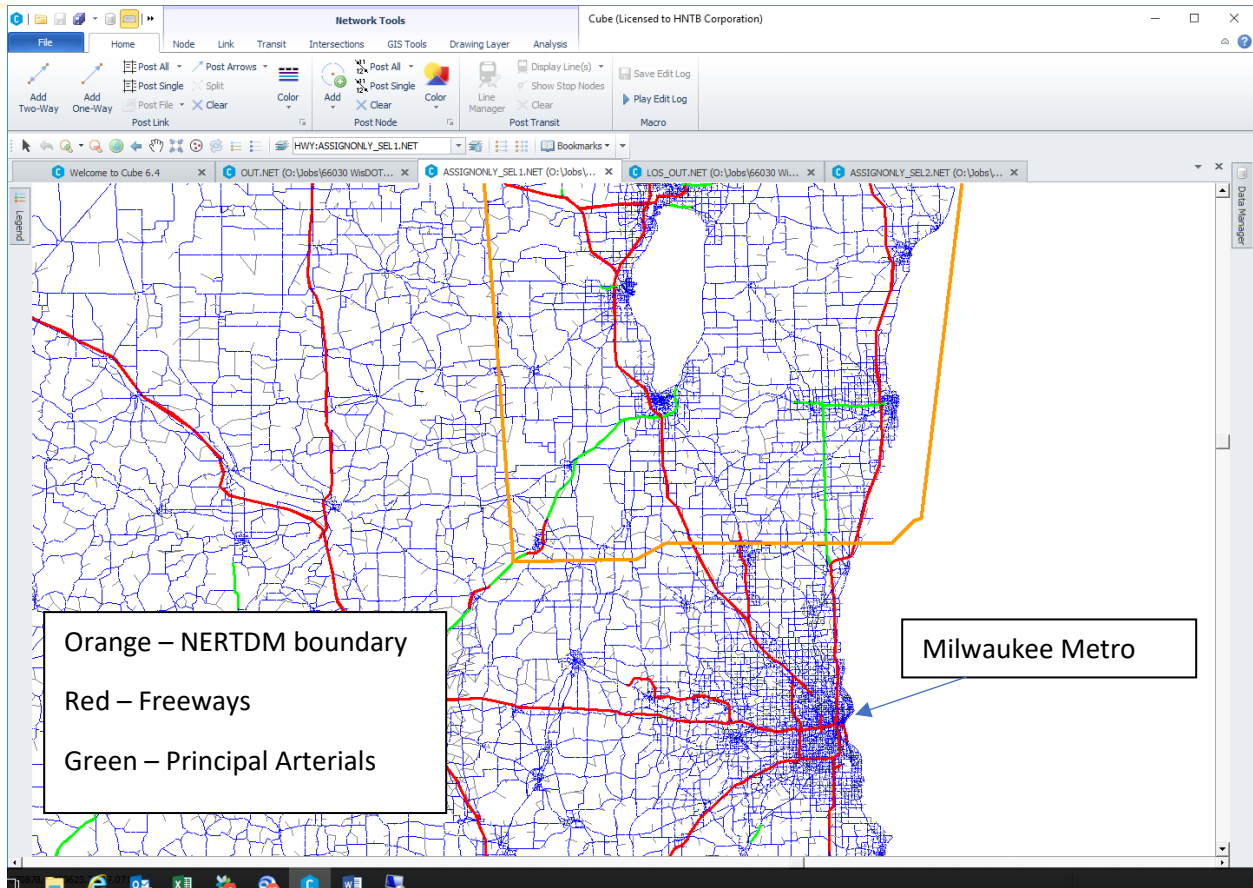 Network Tools
Cube (Licensed to HNTB Corporation)
File
Home
Node
Link
Transit
Intersections
GIS Tools
Drawing Layer
Analysis
Add Two-Way
Add One-Way
Post All
Post Single
Post File
Post Arrows
Split
Clear
Color
Post Link
Add
Post All
Post Single
Clear
Color
Post Node
Line Manager
Display Line(s)
Show Stop Nodes
Clear
Post Transit
Save Edit Log
Play Edit Log
Macro
HWY:ASSIGNONLY_SEL1.NET
Bookmarks
Welcome to Cube 6.4
OUT.NET (O:\Jobs\66030 WisDOT...
ASSIGNONLY_SEL1.NET (O:\Jobs\...
LOS_OUT.NET (O:\Jobs\66030 Wi...
ASSIGNONLY_SEL2.NET (O:\Jobs\...
Legend
Data Manager
Orange – NERTDM boundary
Red – Freeways
Green – Principal Arterials
Milwaukee Metro